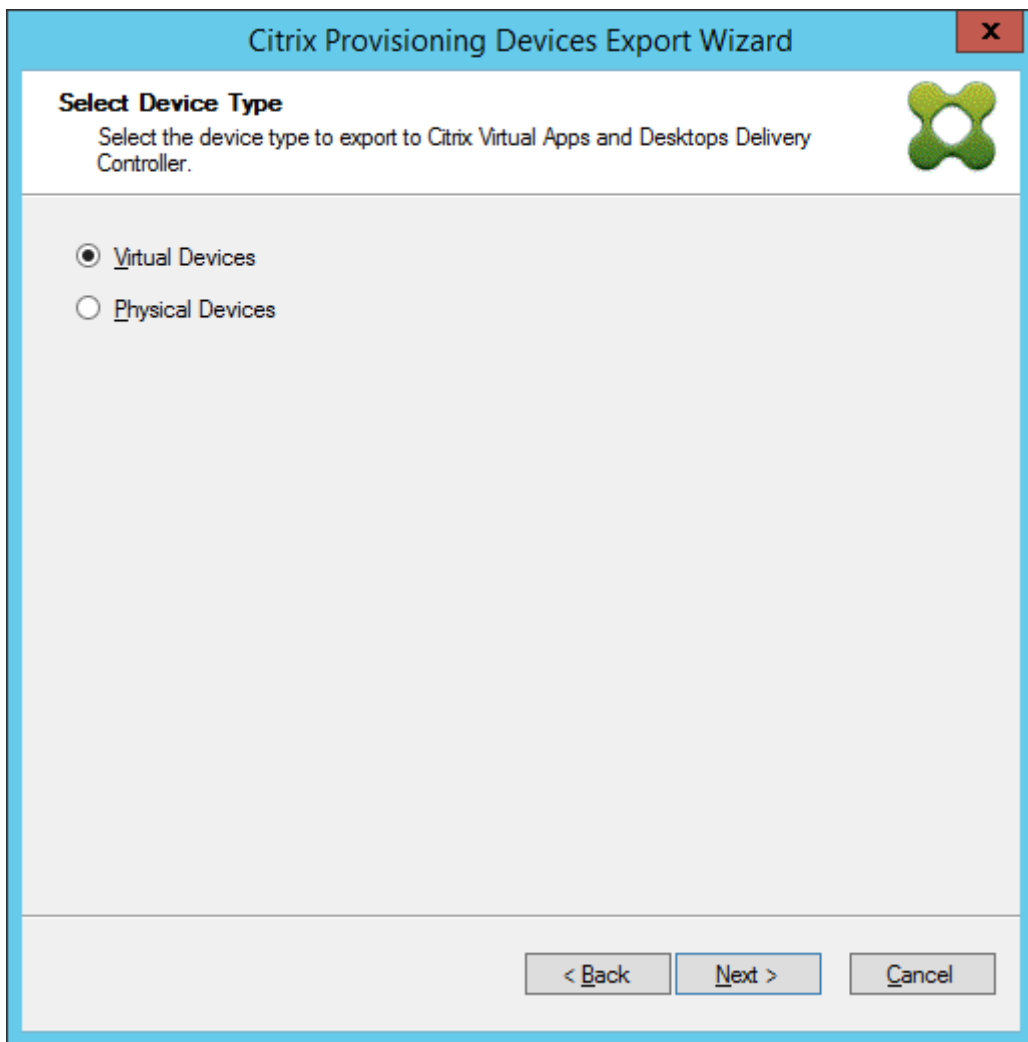 Citrix Provisioning Devices Export Wizard
x
Select Device Type
Select the device type to export to Citrix Virtual Apps and Desktops Delivery
Controller.
Virtual Devices
Physical Devices
< Back
Next >
Cancel